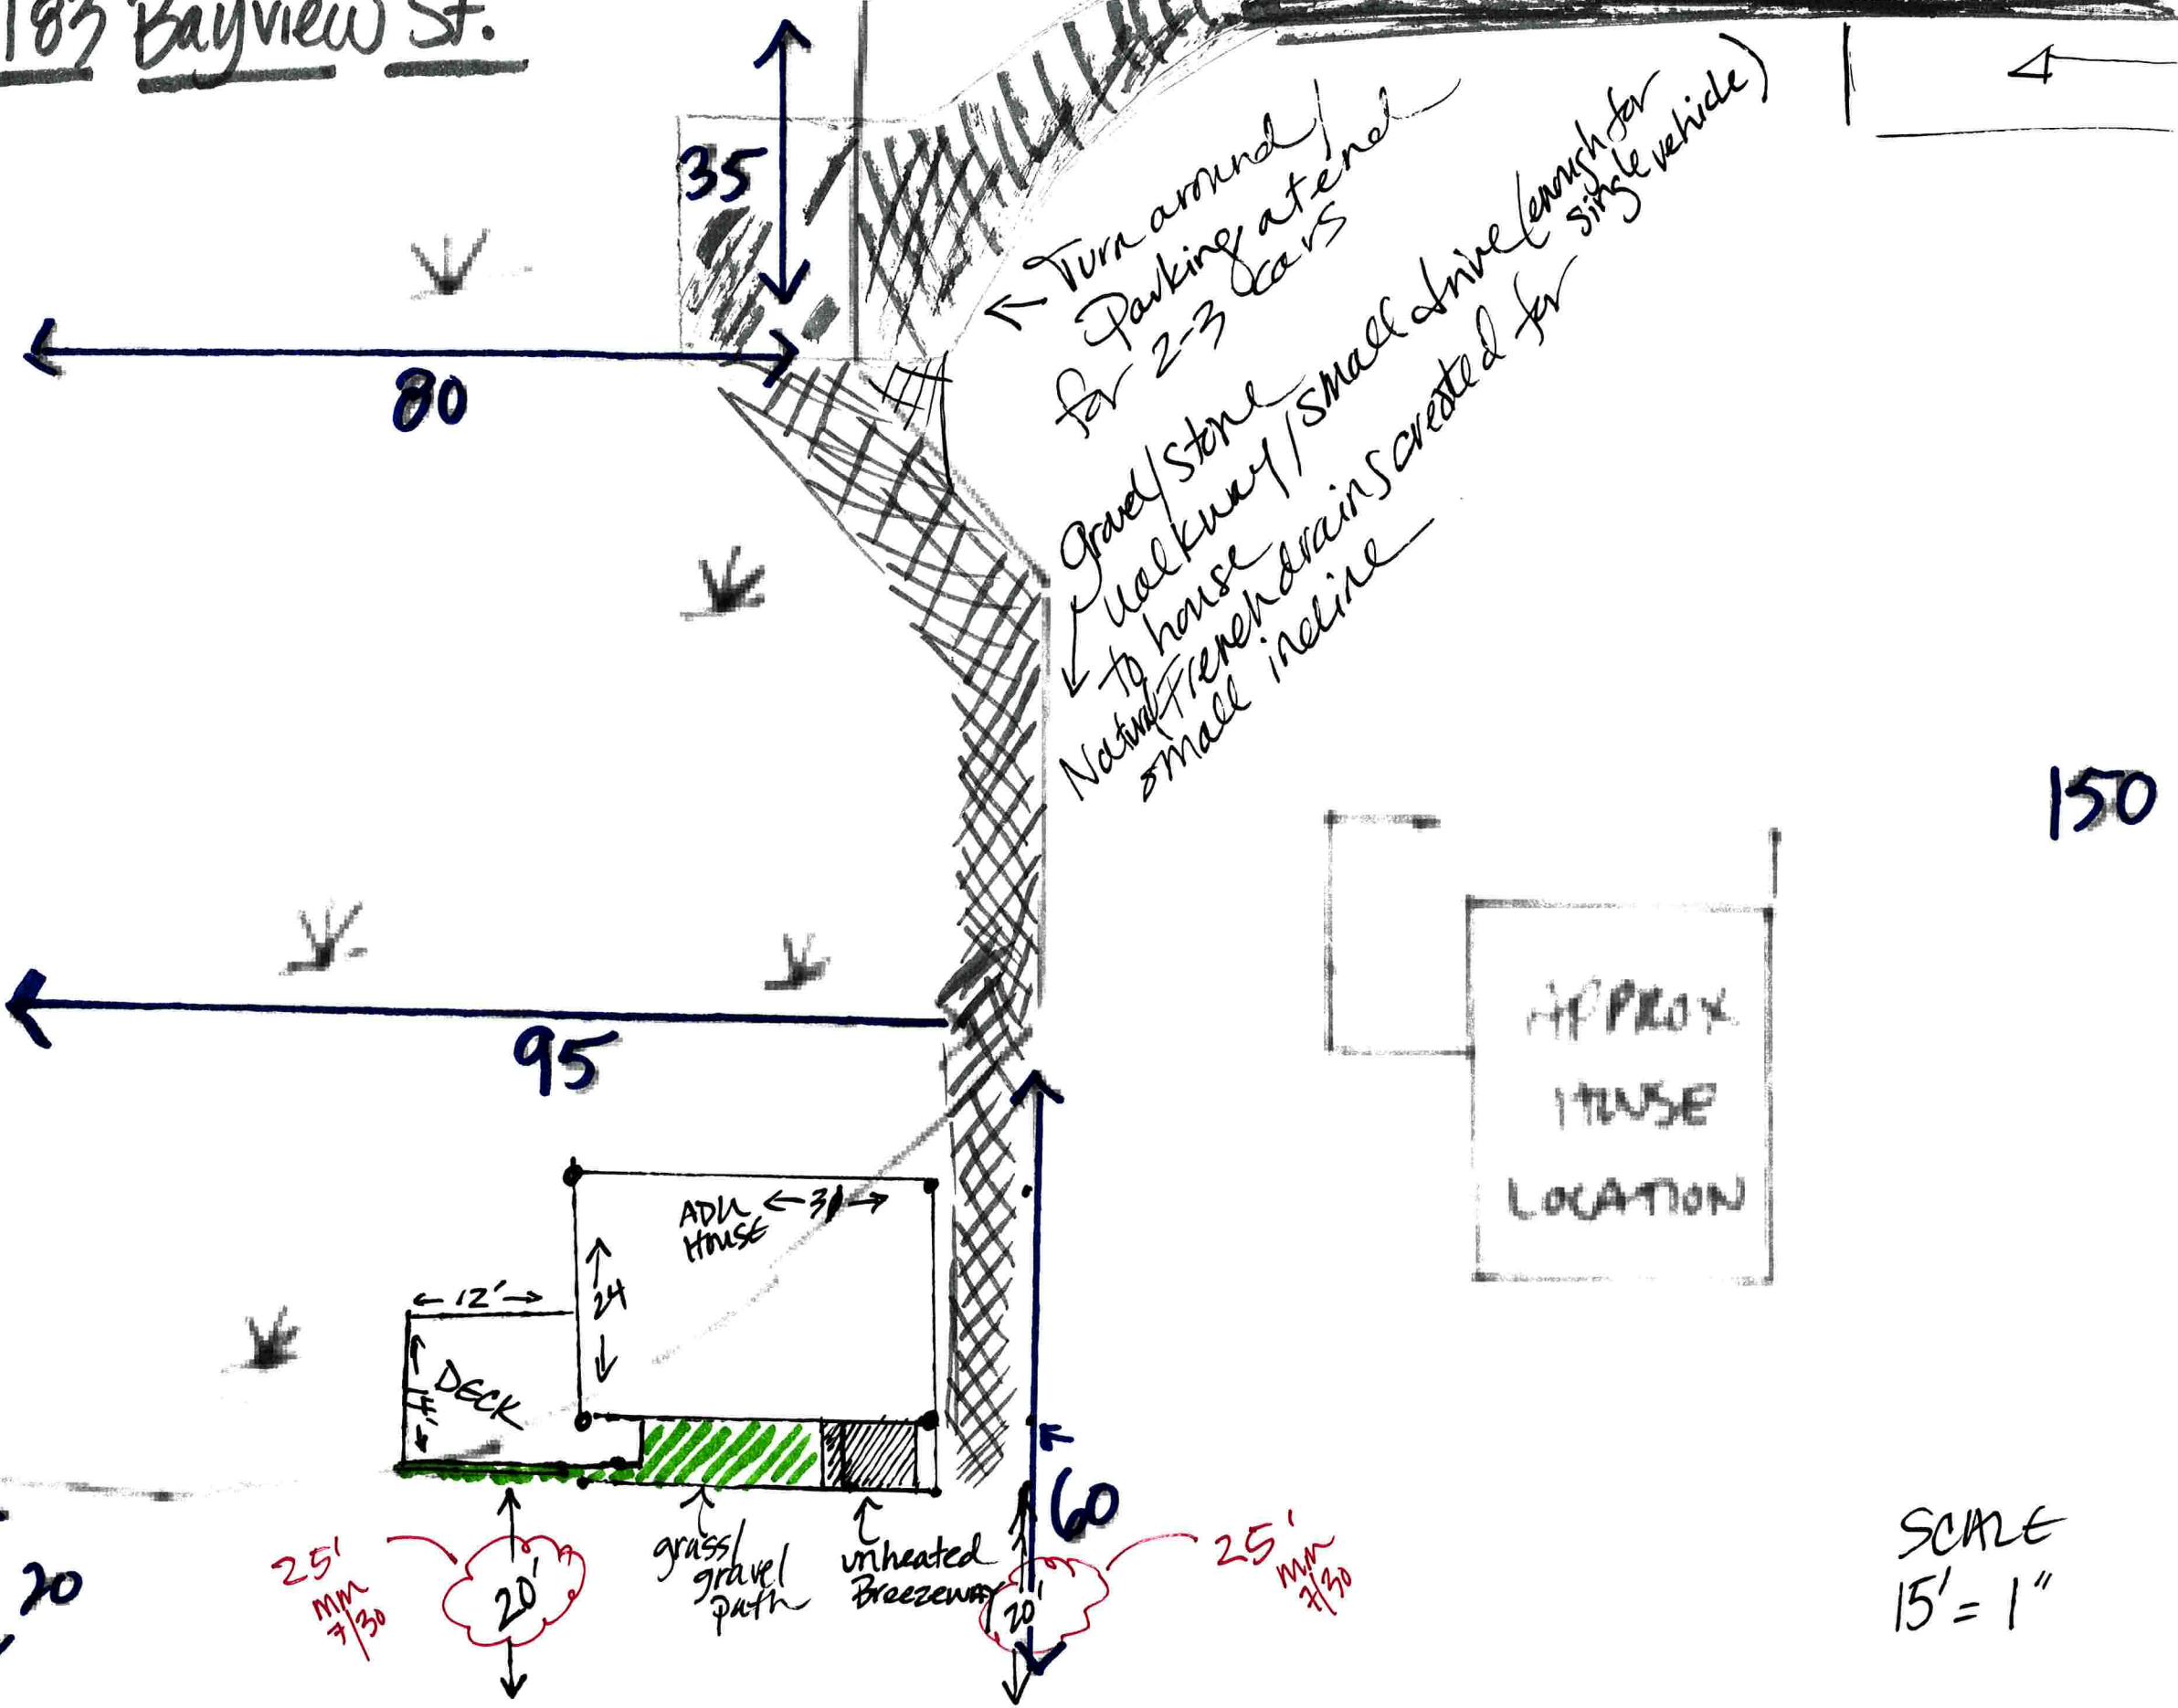 183 Bayview St.
35
80
Turn around/
Parking at end
for 2-3 cars
Gravel/stone
walkway/small drive (enough for
single vehicle)
to house
Natural French drains created for
small incline
150
95
APPROX
HOUSE
LOCATION
ADU
HOUSE
24
12'
DECK
14'
60
grass/
gravel
path
unheated
Breezeway
20'
20'
25'
MM
7/30
25'
MM
7/30
20
SCALE
15' = 1"